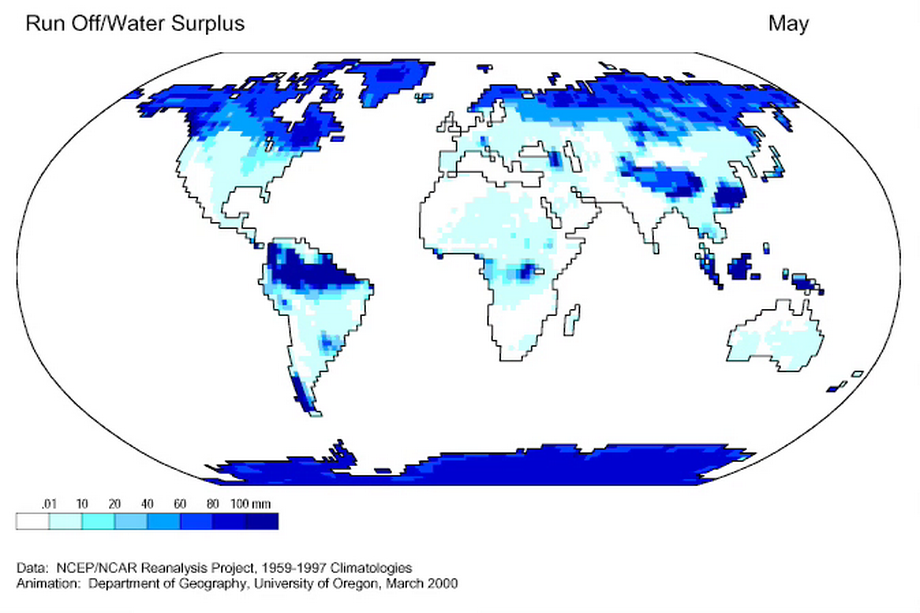 Run Off/Water Surplus
May
.01 10 20 40 60 80 100 mm
Data: NCEP/NCAR Reanalysis Project, 1959-1997 Climatologies
Animation: Department of Geography, University of Oregon, March 2000